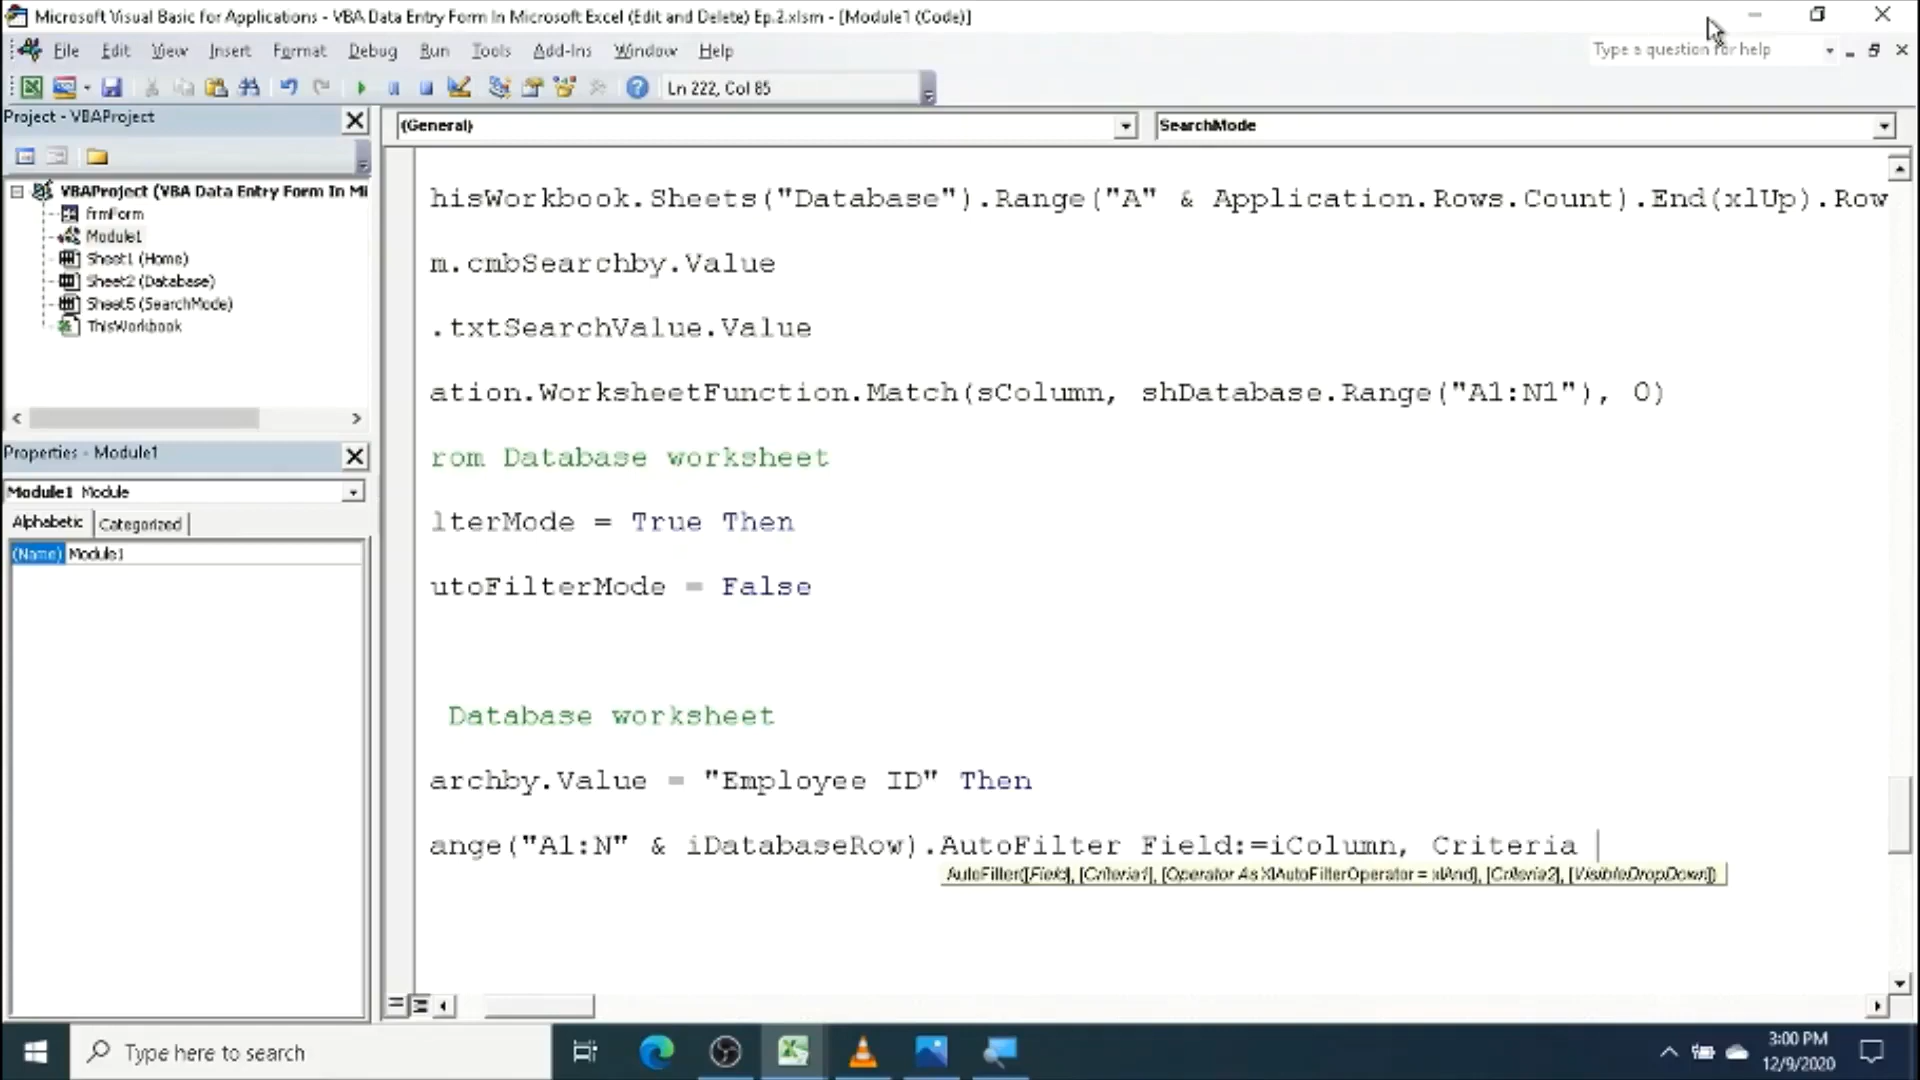 Microsoft Visual Basic for Applications - VBA Data Entry Form In Microsoft Excel (Edit and Delete) Ep.2.xlsm - [Module1 (Code)]
File Edit View Insert Format Debug Run Tools Add-Ins Window Help
Type a question for help
Ln 222, Col 85
Project - VBAProject
(General)
SearchMode
VBAProject (VBA Data Entry Form In Mi
frmForm
Module1
Sheet1 (Home)
Sheet2 (Database)
Sheet5 (SearchMode)
ThisWorkbook
Properties - Module1
Module1 Module
Alphabetic Categorized
(Name) Module1
hisWorkbook.Sheets("Database").Range("A" & Application.Rows.Count).End(xlUp).Row
m.cmbSearchby.Value
.txtSearchValue.Value
ation.WorksheetFunction.Match(sColumn, shDatabase.Range("A1:N1"), 0)
rom Database worksheet
lterMode = True Then
utoFilterMode = False
Database worksheet
archby.Value = "Employee ID" Then
ange("A1:N" & iDatabaseRow).AutoFilter Field:=iColumn, Criteria
AutoFilter([Field], [Criteria1], [Operator As XlAutoFilterOperator = xlAnd], [Criteria2], [VisibleDropDown])
Type here to search
3:00 PM
12/9/2020